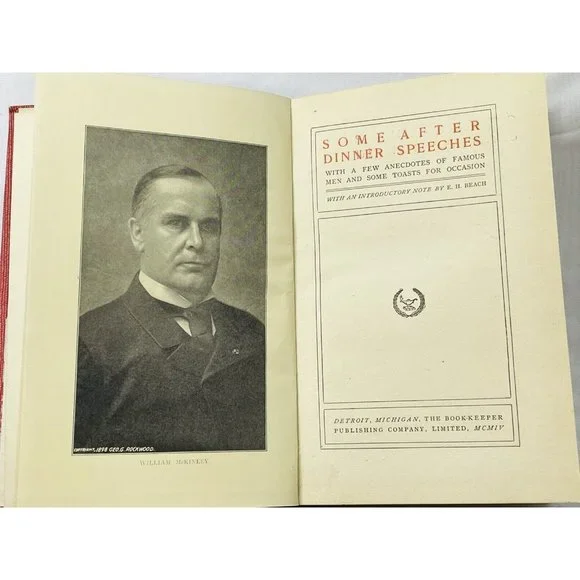 COPYRIGHT, 1898 GEO. G. ROCKWOOD.
WILLIAM McKINLEY
SOME AFTER
DINNER SPEECHES
WITH A FEW ANECDOTES OF FAMOUS
MEN AND SOME TOASTS FOR OCCASION
WITH AN INTRODUCTORY NOTE BY E. H. BEACH
DETROIT, MICHIGAN, THE BOOK-KEEPER
PUBLISHING COMPANY, LIMITED, MCMIV